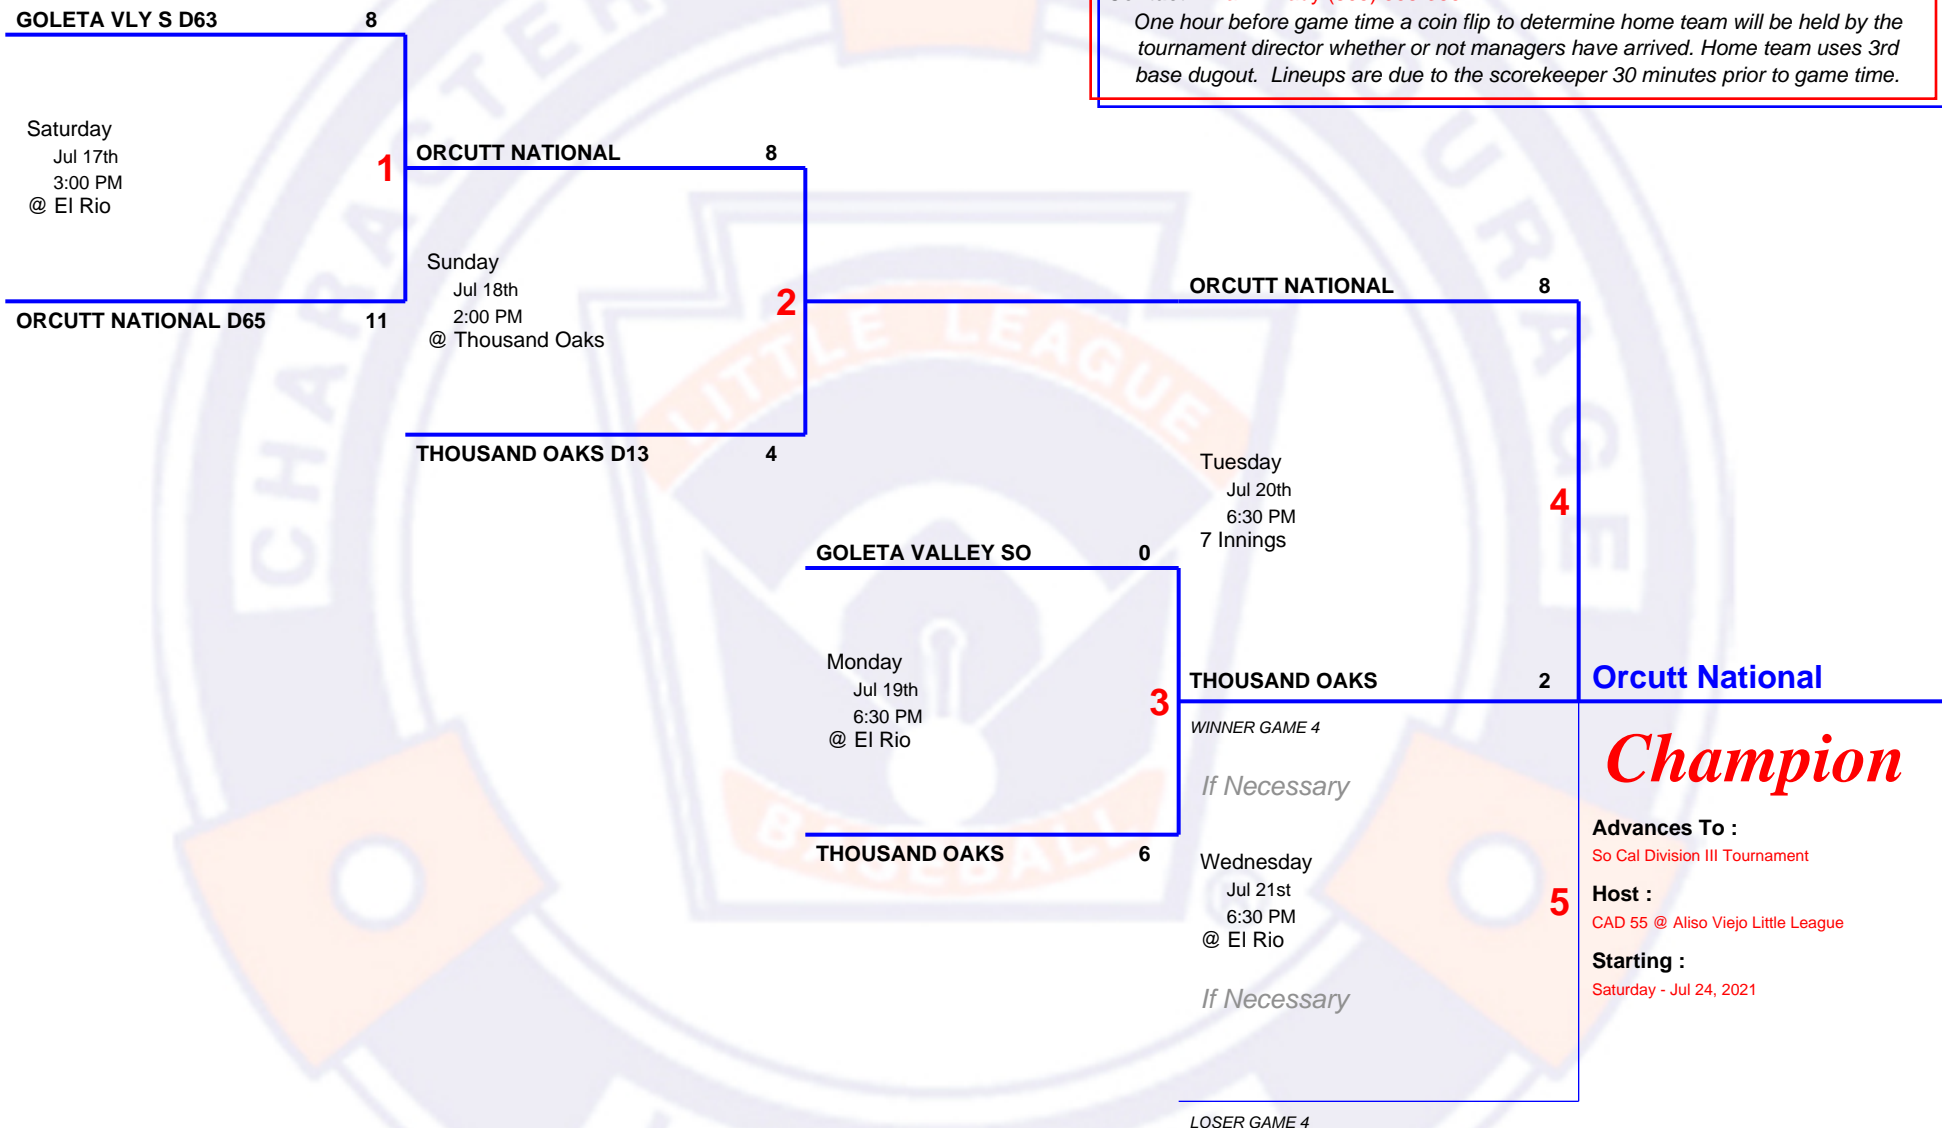 GOLETA VLY S D63 8
One hour before game time a coin flip to determine home team will be held by the
tournament director whether or not managers have arrived. Home team uses 3rd
base dugout. Lineups are due to the scorekeeper 30 minutes prior to game time.
Saturday
Jul 17th
3:00 PM
@ El Rio
1
ORCUTT NATIONAL D65 11
ORCUTT NATIONAL 8
Sunday
Jul 18th
2:00 PM
@ Thousand Oaks
2
THOUSAND OAKS D13 4
ORCUTT NATIONAL 8
Tuesday
Jul 20th
6:30 PM
7 Innings
4
GOLETA VALLEY SO 0
Monday
Jul 19th
6:30 PM
@ El Rio
3
THOUSAND OAKS 6
THOUSAND OAKS 2
WINNER GAME 4
If Necessary
Wednesday
Jul 21st
6:30 PM
@ El Rio
5
If Necessary
LOSER GAME 4
Orcutt National
Champion
Advances To :
So Cal Division III Tournament
Host :
CAD 55 @ Aliso Viejo Little League
Starting :
Saturday - Jul 24, 2021
LITTLE LEAGUE
BASEBALL
®